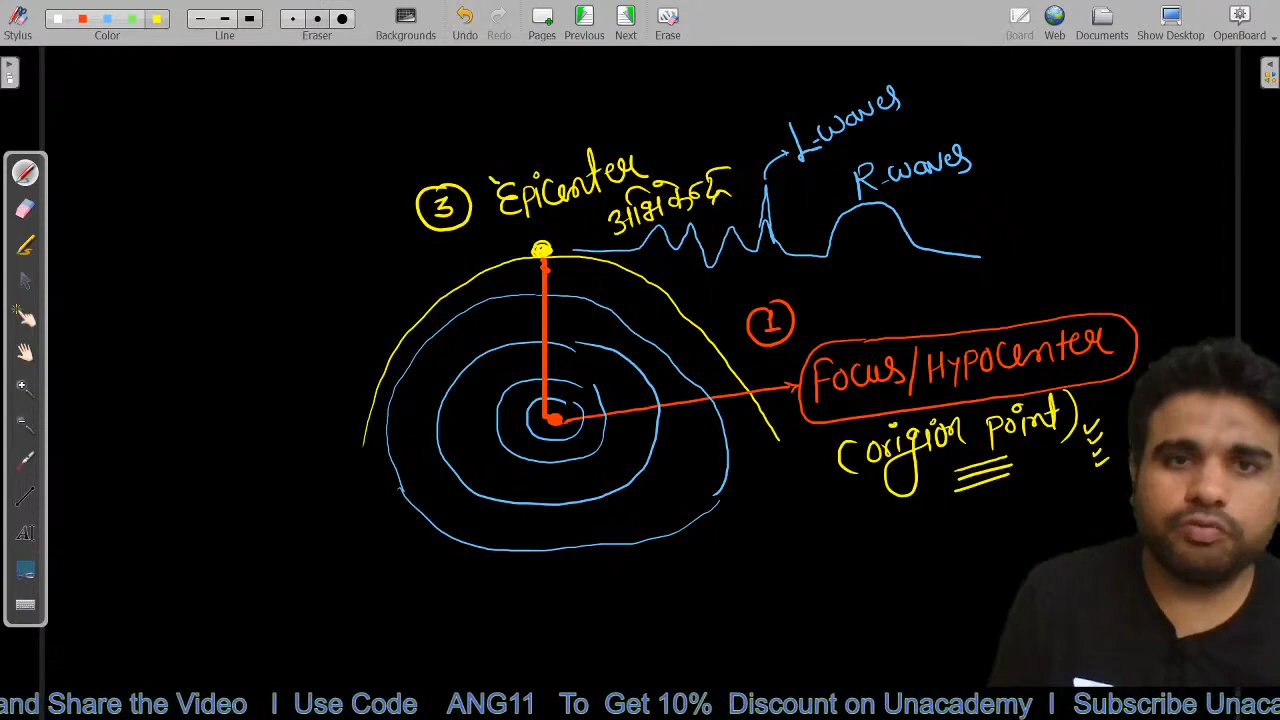 Stylus Color Line Eraser Backgrounds Undo Redo Pages Previous Next Erase Board Web Documents Show Desktop OpenBoard
L-waves
R-waves
③ Epicenter
अभिकेन्द्र
①
Focus/Hypocenter
(origion point)
and Share the Video I Use Code ANG11 To Get 10% Discount on Unacademy I Subscribe Unaca